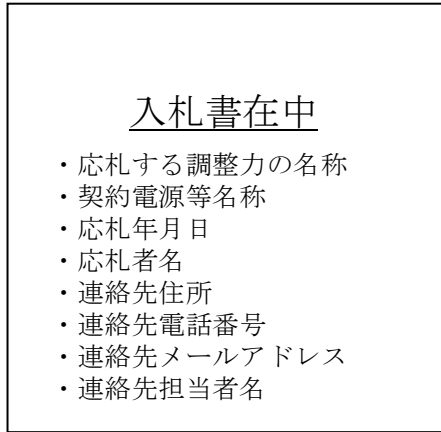 入札書在中
・応札する調整力の名称
・契約電源等名称
・応札年月日
・応札者名
・連絡先住所
・連絡先電話番号
・連絡先メールアドレス
・連絡先担当者名